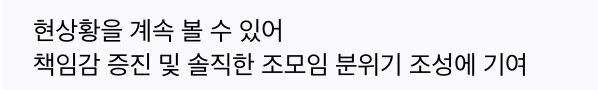 현상황을 계속 볼 수 있어
책임감 증진 및 솔직한 조모임 분위기 조성에 기여